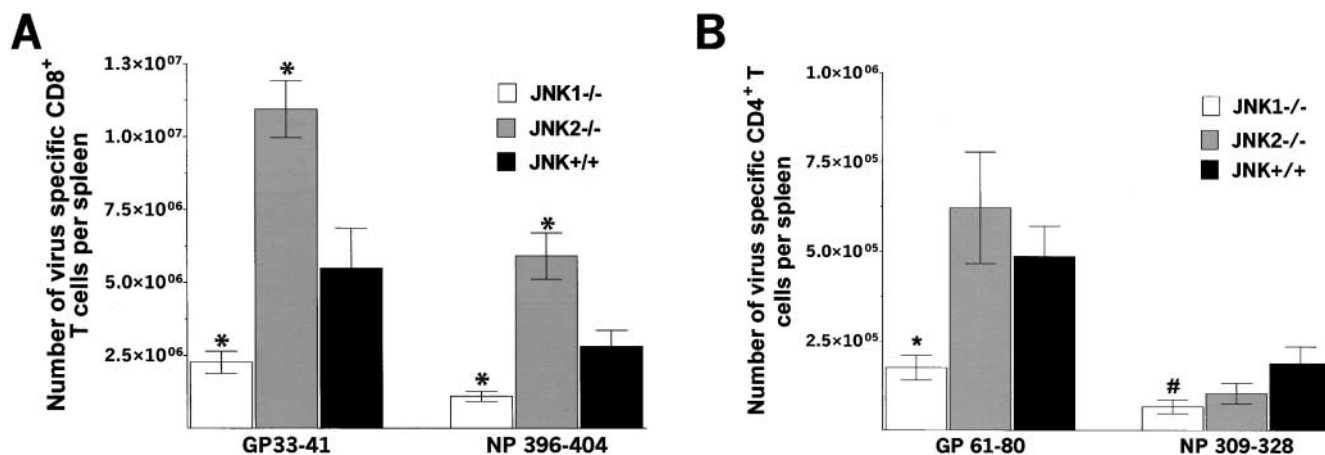 A
Number of virus specific CD8⁺
T cells per spleen
1.3×10⁰⁷
1.0×10⁰⁷
7.5×10⁰⁶
5.0×10⁰⁶
2.5×10⁰⁶
*
*
*
*
JNK1-/-
JNK2-/-
JNK+/+
GP33-41
NP 396-404
B
Number of virus specific CD4⁺ T
cells per spleen
1.0×10⁰⁶
7.5×10⁰⁵
5.0×10⁰⁵
2.5×10⁰⁵
*
#
JNK1-/-
JNK2-/-
JNK+/+
GP 61-80
NP 309-328